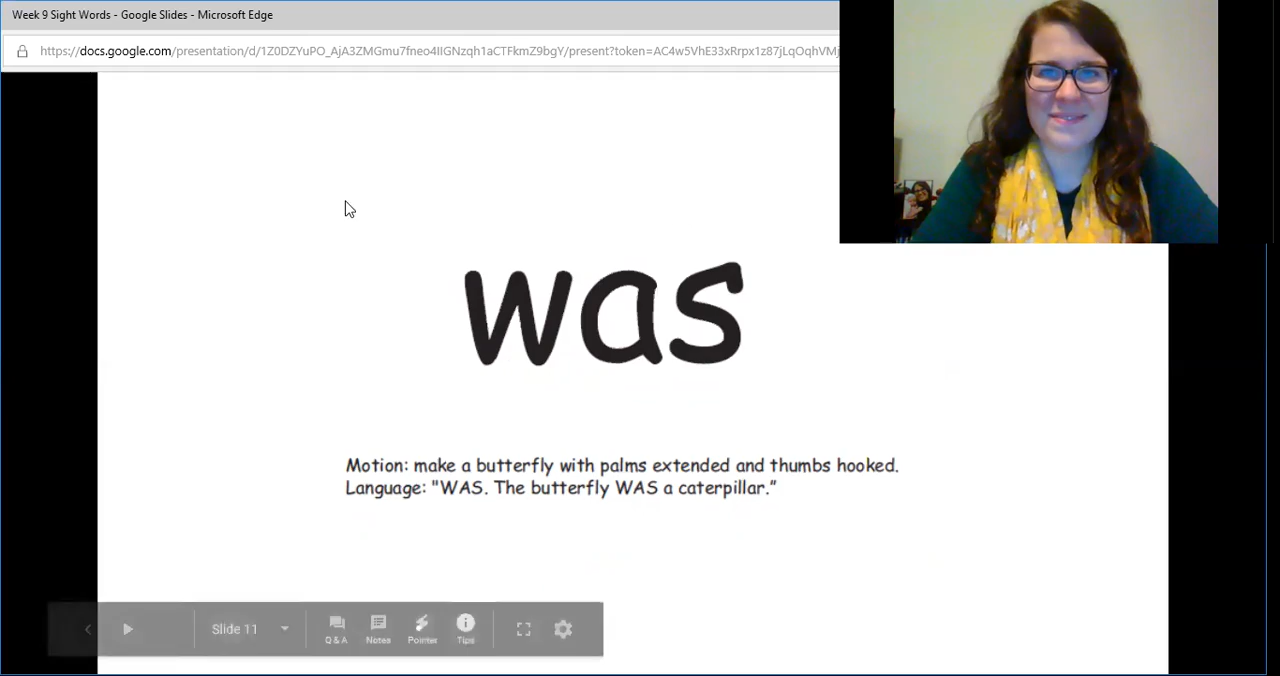 Week 9 Sight Words - Google Slides - Microsoft Edge
https://docs.google.com/presentation/d/1Z0DZYuPO_AjA3ZMGmu7fneo4IIGNzqh1aCTFkmZ9bgY/present?token=AC4w5VhE33xRrpx1z87jLqOqhVMj
was
Motion: make a butterfly with palms extended and thumbs hooked.
Language: "WAS. The butterfly WAS a caterpillar.”
Slide 11
Q & A Notes Pointer Tips